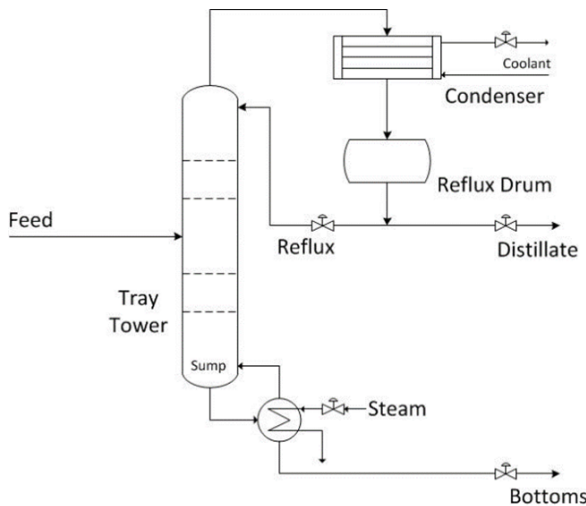 Coolant
Condenser
Reflux Drum
Feed
Reflux
Distillate
Tray
Tower
Sump
Steam
Bottoms